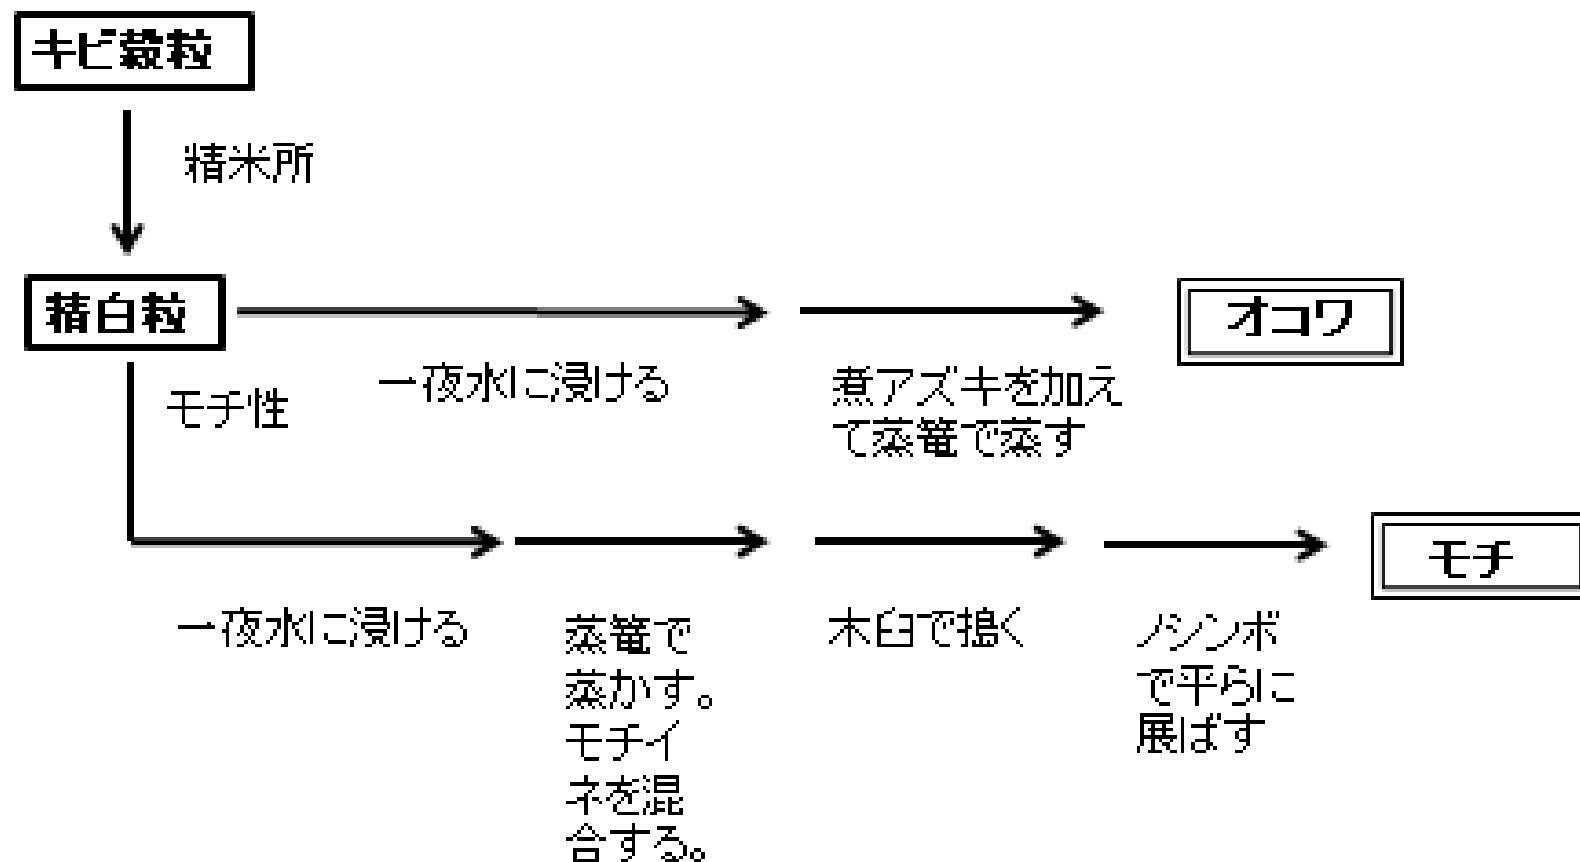 キビ穀粒
精米所
精白粒
オコワ
モチ性
一夜水に浸ける
煮アズキを加え
て蒸篭で蒸す
モチ
一夜水に浸ける
蒸篭で
蒸かす。
モチイ
ネを混
合する。
木臼で搗く
ノシンボ
で平らに
展ばす